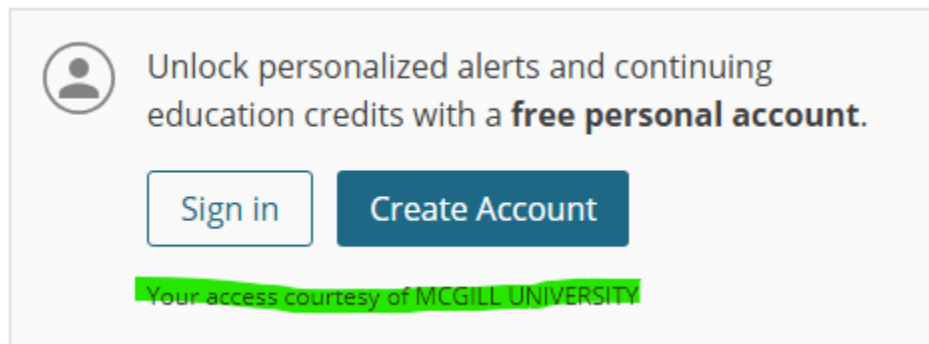 Unlock personalized alerts and continuing
education credits with a free personal account.
Sign in
Create Account
Your access courtesy of MCGILL UNIVERSITY